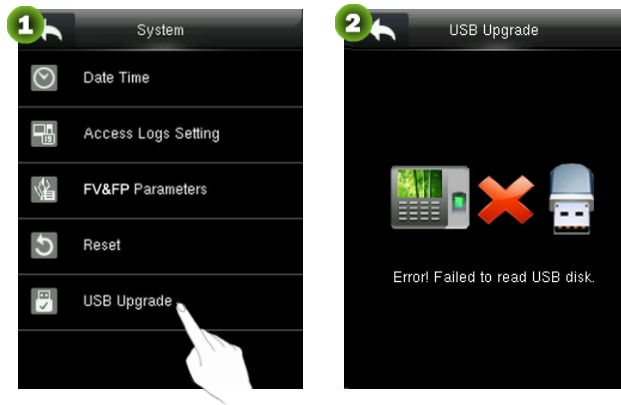 1
System
Date Time
Access Logs Setting
FV&FP Parameters
Reset
USB Upgrade
2
USB Upgrade
Error! Failed to read USB disk.